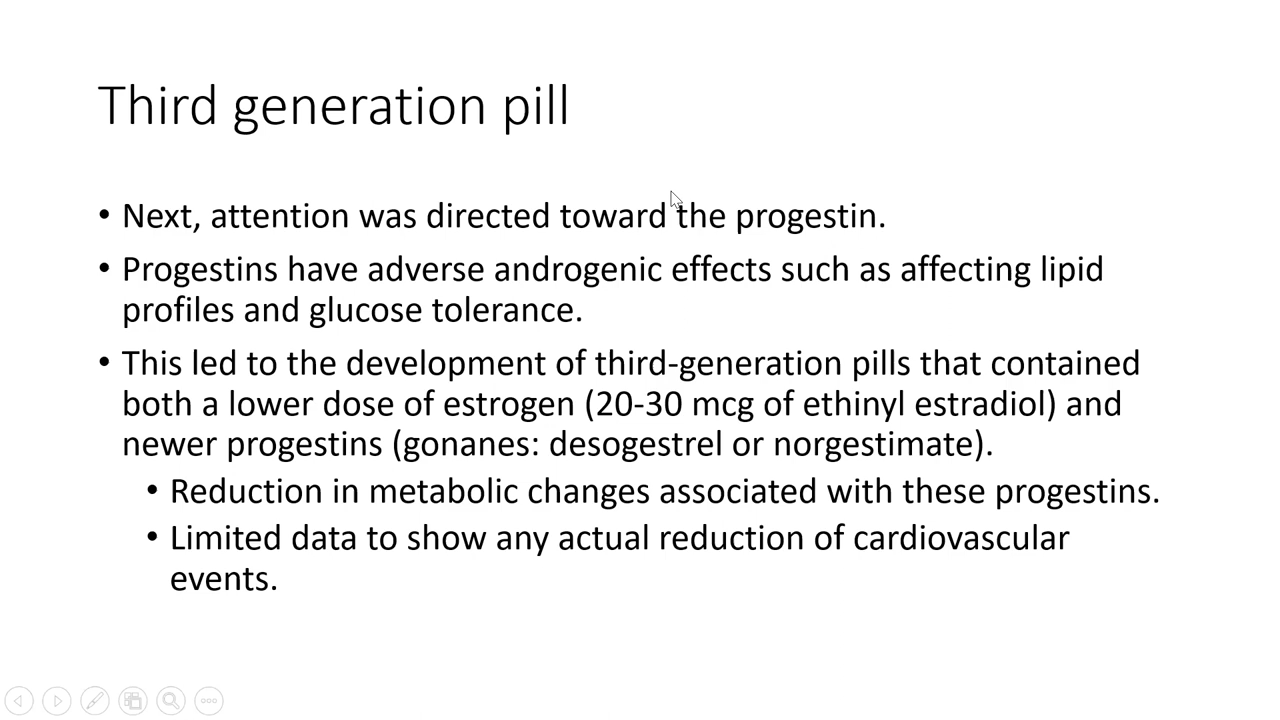 Third generation pill
• Next, attention was directed toward the progestin.
• Progestins have adverse androgenic effects such as affecting lipid
profiles and glucose tolerance.
• This led to the development of third-generation pills that contained
both a lower dose of estrogen (20-30 mcg of ethinyl estradiol) and
newer progestins (gonanes: desogestrel or norgestimate).
• Reduction in metabolic changes associated with these progestins.
• Limited data to show any actual reduction of cardiovascular
events.